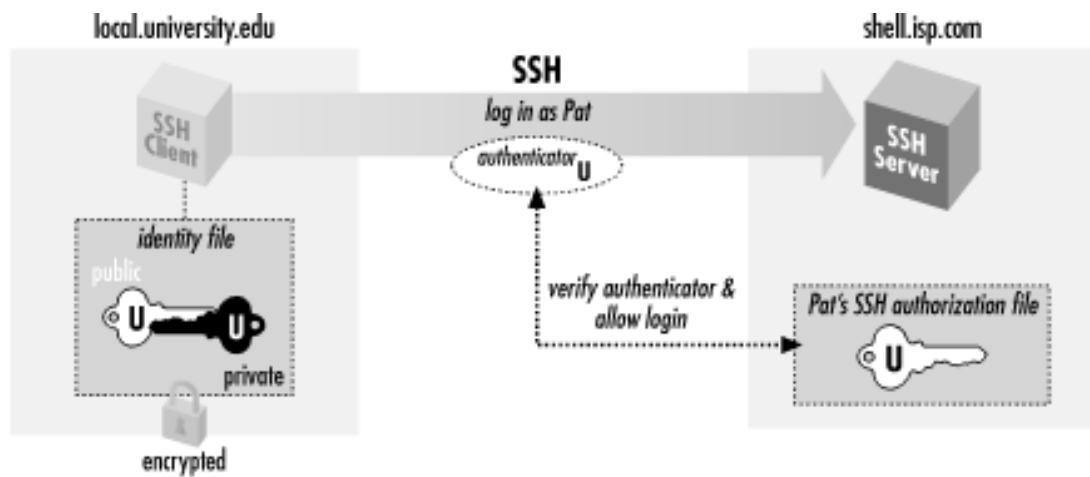 local.university.edu
shell.isp.com
SSH
log in as Pat
SSH
Client
SSH
Server
authenticator U
identity file
public
U
U
private
encrypted
verify authenticator &
allow login
Pat's SSH authorization file
U